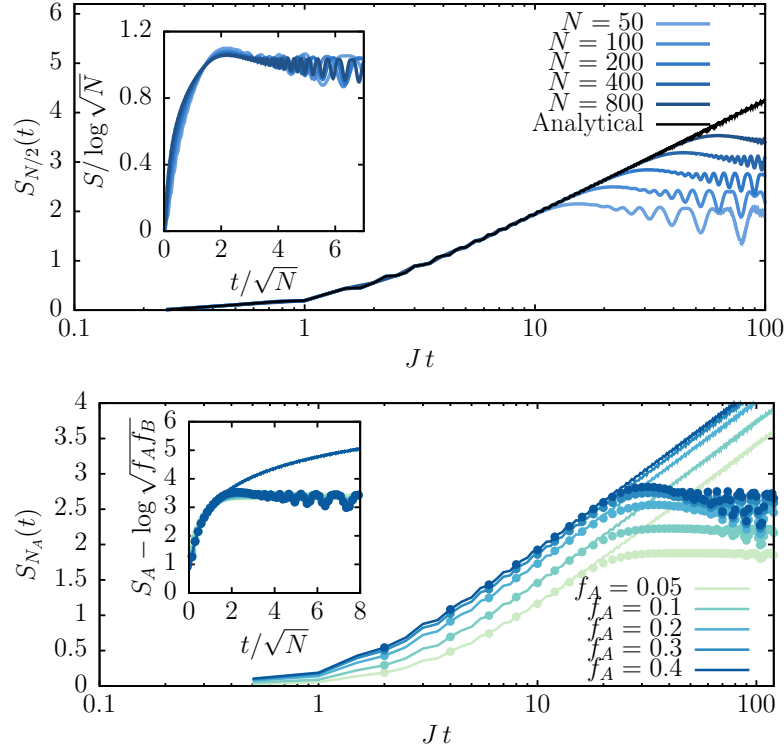 6
5
4
3
2
1
0
S_{N/2}(t)
0.1 1 10 100
J t
N = 50
N = 100
N = 200
N = 400
N = 800
Analytical
1.2
0.8
0.4
0
S/ log √N
0 2 4 6
t/√N
4
3.5
3
2.5
2
1.5
1
0.5
0
S_{N_A}(t)
0.1 1 10 100
J t
6
5
4
3
2
1
0
S_A − log √f_A f_B
0 2 4 6 8
t/√N
f_A = 0.05
f_A = 0.1
f_A = 0.2
f_A = 0.3
f_A = 0.4